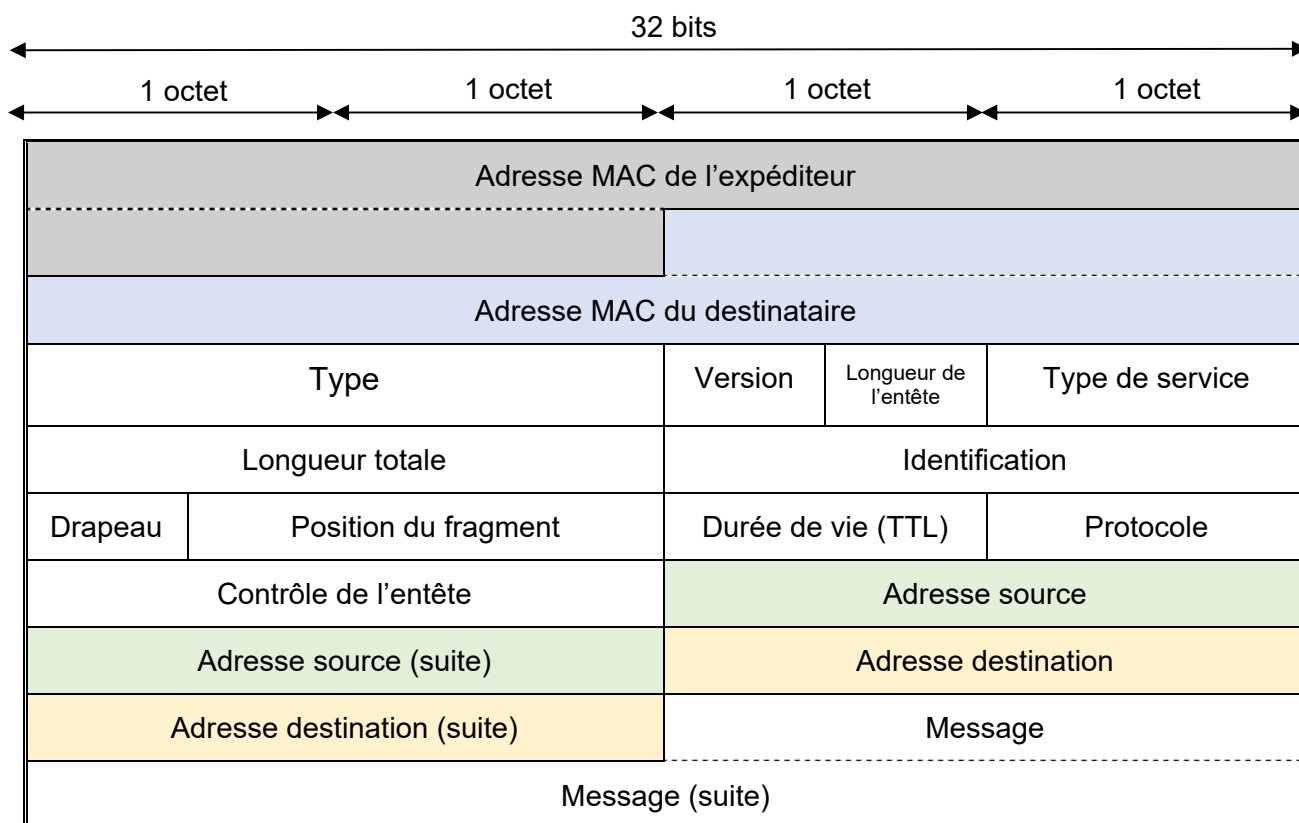 32 bits
1 octet 1 octet 1 octet 1 octet
Adresse MAC de l’expéditeur
Adresse MAC du destinataire
Type Version Longueur de l’entête Type de service
Longueur totale Identification
Drapeau Position du fragment Durée de vie (TTL) Protocole
Contrôle de l’entête Adresse source
Adresse source (suite) Adresse destination
Adresse destination (suite) Message
Message (suite)